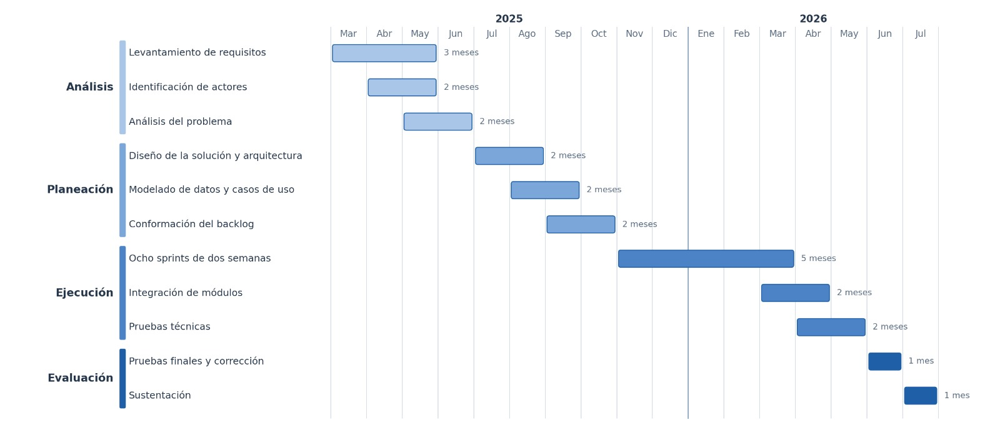 2025 2026
Mar Abr May Jun Jul Ago Sep Oct Nov Dic Ene Feb Mar Abr May Jun Jul
Levantamiento de requisitos 3 meses
Análisis Identificación de actores 2 meses
Análisis del problema 2 meses
Diseño de la solución y arquitectura 2 meses
Planeación Modelado de datos y casos de uso 2 meses
Conformación del backlog 2 meses
Ocho sprints de dos semanas 5 meses
Ejecución Integración de módulos 2 meses
Pruebas técnicas 2 meses
Pruebas finales y corrección 1 mes
Evaluación
Sustentación 1 mes